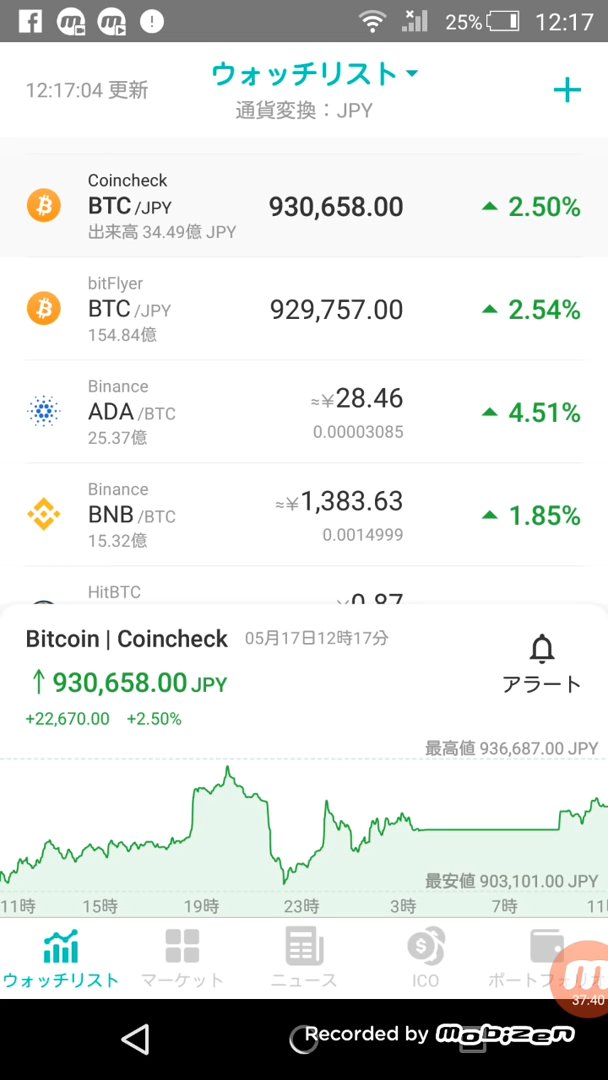 25% 12:17
12:17:04 更新
ウォッチリスト
通貨変換：JPY
Coincheck
BTC /JPY 930,658.00 2.50%
出来高 34.49億 JPY
bitFlyer
BTC /JPY 929,757.00 2.54%
154.84億
Binance
ADA /BTC ≈¥28.46 4.51%
25.37億 0.00003085
Binance
BNB /BTC ≈¥1,383.63 1.85%
15.32億 0.0014999
HitBTC
Bitcoin | Coincheck 05月17日12時17分
↑ 930,658.00 JPY アラート
+22,670.00 +2.50%
最高値 936,687.00 JPY
最安値 903,101.00 JPY
11時 15時 19時 23時 3時 7時
ウォッチリスト マーケット ニュース ICO
37:40
Recorded by mobizen